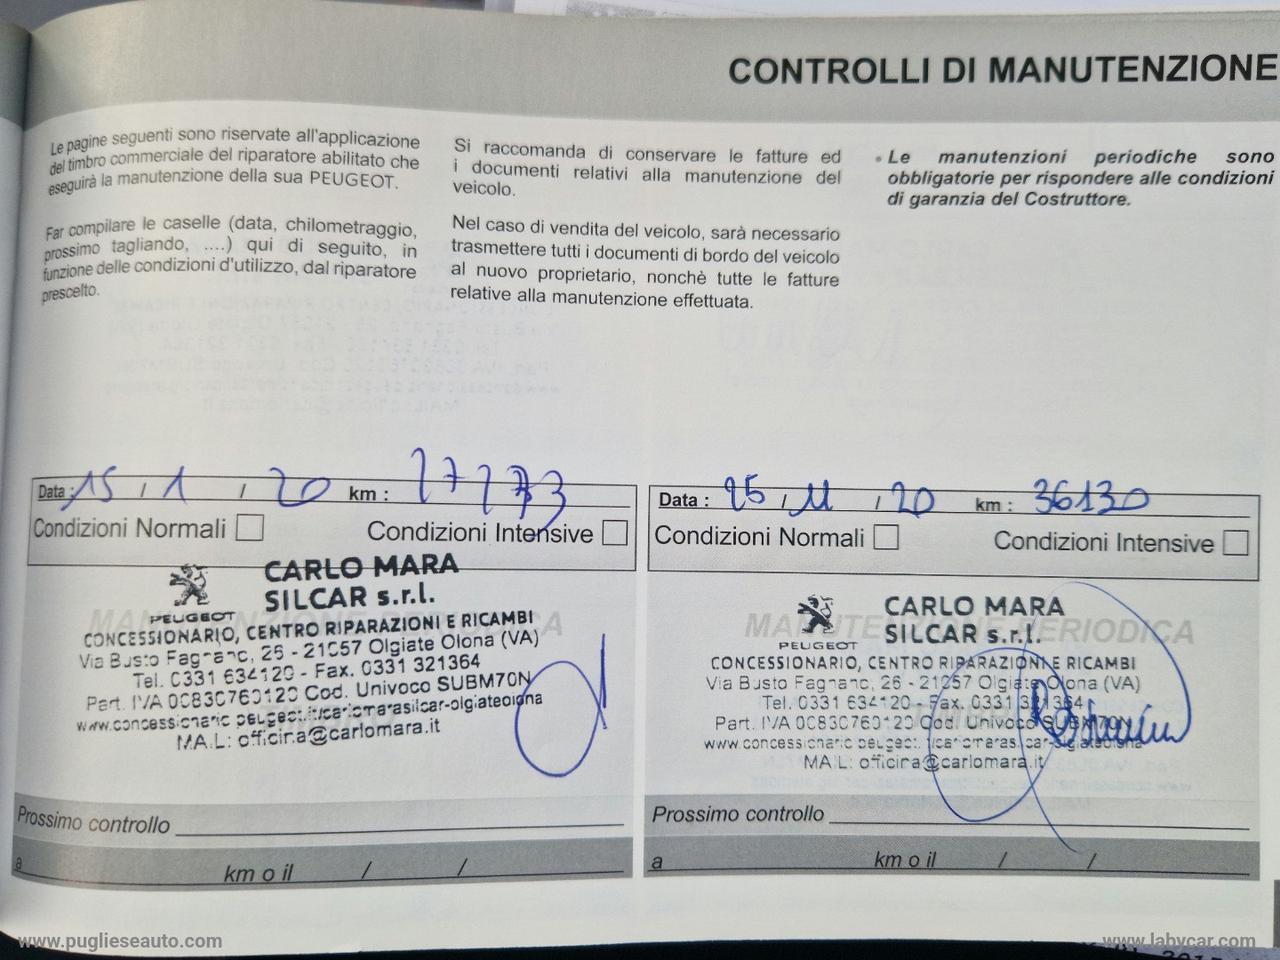 CONTROLLI DI MANUTENZIONE
Le pagine seguenti sono riservate all'applicazione
del timbro commerciale del riparatore abilitato che
eseguirà la manutenzione della sua PEUGEOT.
Far compilare le caselle (data, chilometraggio,
prossimo tagliando, ....) qui di seguito, in
funzione delle condizioni d'utilizzo, dal riparatore
prescelto.
Si raccomanda di conservare le fatture ed
i documenti relativi alla manutenzione del
veicolo.
Nel caso di vendita del veicolo, sarà necessario
trasmettere tutti i documenti di bordo del veicolo
al nuovo proprietario, nonchè tutte le fatture
relative alla manutenzione effettuata.
• Le manutenzioni periodiche sono
obbligatorie per rispondere alle condizioni
di garanzia del Costruttore.
Data : 15 / 1 / 20 km :
Condizioni Normali Condizioni Intensive
CARLO MARA
SILCAR s.r.l.
PEUGEOT
CONCESSIONARIO, CENTRO RIPARAZIONI E RICAMBI
Via Busto Fagnano, 25 - 21057 Olgiate Olona (VA)
Tel. 0331 634120 - Fax. 0331 321364
Part. IVA 00830760120 Cod. Univoco SUBM70N
MAIL: officina@carlomara.it
Prossimo controllo
a km o il / /
Data : 25 / 11 / 20 km : 36130
Condizioni Normali Condizioni Intensive
CARLO MARA
SILCAR s.r.l.
PEUGEOT
CONCESSIONARIO, CENTRO RIPARAZIONI E RICAMBI
Via Busto Fagnano, 26 - 21057 Olgiate Olona (VA)
Tel. 0331 634120 - Fax. 0331 321364
Part. IVA 00830760120 Cod. Univoco SUBM70N
MAIL: officina@carlomara.it
Prossimo controllo
a km o il / /
MANUTENZIONE PERIODICA
www.puglieseauto.com
www.labycar.com